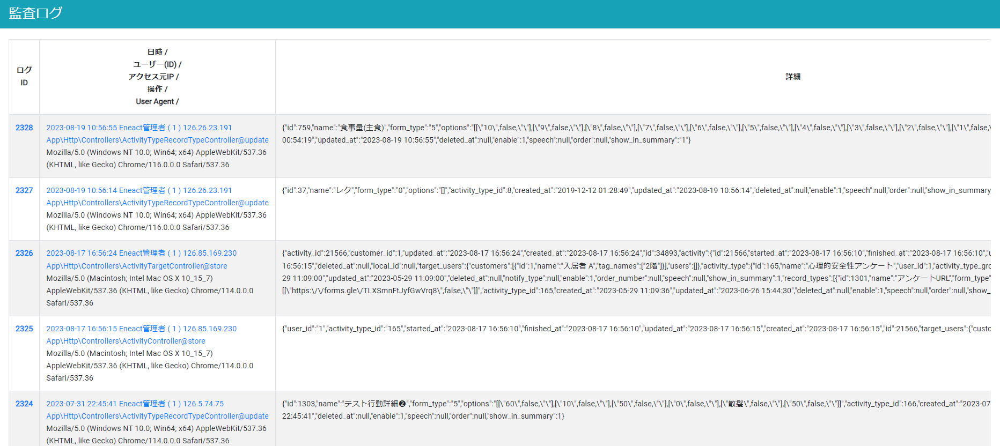 監査ログ
ログ
ID
日時 /
ユーザー(ID) /
アクセス元IP /
操作 /
User Agent /
詳細
2328
2023-08-19 10:56:55 Eneact管理者 ( 1 ) 126.26.23.191
App\Http\Controllers\ActivityTypeRecordTypeController@update
Mozilla/5.0 (Windows NT 10.0; Win64; x64) AppleWebKit/537.36
(KHTML, like Gecko) Chrome/116.0.0.0 Safari/537.36
{"id":759,"name":"食事量(主食)","form_type":"5","options":"[[\"10\",false,\"\"],[\"9\",false,\"\"],[\"8\",false,\"\"],[\"7\",false,\"\"],[\"6\",false,\"\"],[\"5\",false,\"\"],[\"4\",false,\"\"],[\"3\",false,\"\"],[\"2\",false,\"\"],[\"1\",false,\
00:54:19","updated_at":"2023-08-19 10:56:55","deleted_at":null,"enable":1,"speech":null,"order":null,"show_in_summary":"1"}
2327
2023-08-19 10:56:14 Eneact管理者 ( 1 ) 126.26.23.191
App\Http\Controllers\ActivityTypeRecordTypeController@update
Mozilla/5.0 (Windows NT 10.0; Win64; x64) AppleWebKit/537.36
(KHTML, like Gecko) Chrome/116.0.0.0 Safari/537.36
{"id":37,"name":"レク","form_type":"0","options":"[]","activity_type_id":8,"created_at":"2019-12-12 01:28:49","updated_at":"2023-08-19 10:56:14","deleted_at":null,"enable":1,"speech":null,"order":null,"show_in_summary
2326
2023-08-17 16:56:24 Eneact管理者 ( 1 ) 126.85.169.230
App\Http\Controllers\ActivityTargetController@store
Mozilla/5.0 (Macintosh; Intel Mac OS X 10_15_7)
AppleWebKit/537.36 (KHTML, like Gecko) Chrome/114.0.0.0
Safari/537.36
{"activity_id":21566,"customer_id":1,"updated_at":"2023-08-17 16:56:24","created_at":"2023-08-17 16:56:24","id":34893,"activity":{"id":21566,"started_at":"2023-08-17 16:56:10","finished_at":"2023-08-17 16:56:10","u
16:56:15","deleted_at":null,"local_id":null,"target_users":{"customers":[{"id":1,"name":"入居者 A","tag_names":["2階"]}],"users":[]},"activity_type":{"id":165,"name":"心理的安全性アンケート","user_id":1,"activity_type_gro
29 11:09:00","updated_at":"2023-05-29 11:09:00","deleted_at":null,"notify_type":null,"enable":1,"order_number":null,"speech":null,"show_in_summary":1,"record_types":[{"id":1301,"name":"アンケートURL","form_type"
[[\"https:\/\/forms.gle\/TLXSmnFtJyfGwVrq8\",false,\"\"]]","activity_type_id":165,"created_at":"2023-05-29 11:09:36","updated_at":"2023-06-26 15:44:30","deleted_at":null,"enable":1,"speech":null,"order":null,"show_
2325
2023-08-17 16:56:15 Eneact管理者 ( 1 ) 126.85.169.230
App\Http\Controllers\ActivityController@store
Mozilla/5.0 (Macintosh; Intel Mac OS X 10_15_7)
AppleWebKit/537.36 (KHTML, like Gecko) Chrome/114.0.0.0
Safari/537.36
{"user_id":"1","activity_type_id":"165","started_at":"2023-08-17 16:56:10","finished_at":"2023-08-17 16:56:10","updated_at":"2023-08-17 16:56:15","created_at":"2023-08-17 16:56:15","id":21566,"target_users":{"custo
2324
2023-07-31 22:45:41 Eneact管理者 ( 1 ) 126.5.74.75
App\Http\Controllers\ActivityTypeRecordTypeController@update
Mozilla/5.0 (Windows NT 10.0; Win64; x64) AppleWebKit/537.36
(KHTML, like Gecko) Chrome/114.0.0.0 Safari/537.36
{"id":1303,"name":"テスト行動詳細❷","form_type":"5","options":"[[\"60\",false,\"\"],[\"10\",false,\"\"],[\"50\",false,\"\"],[\"0\",false,\"\"],[\"散髪\",false,\"\"],[\"50\",false,\"\"]]","activity_type_id":166,"created_at":"2023-07-
22:45:41","deleted_at":null,"enable":1,"speech":null,"order":null,"show_in_summary":1}